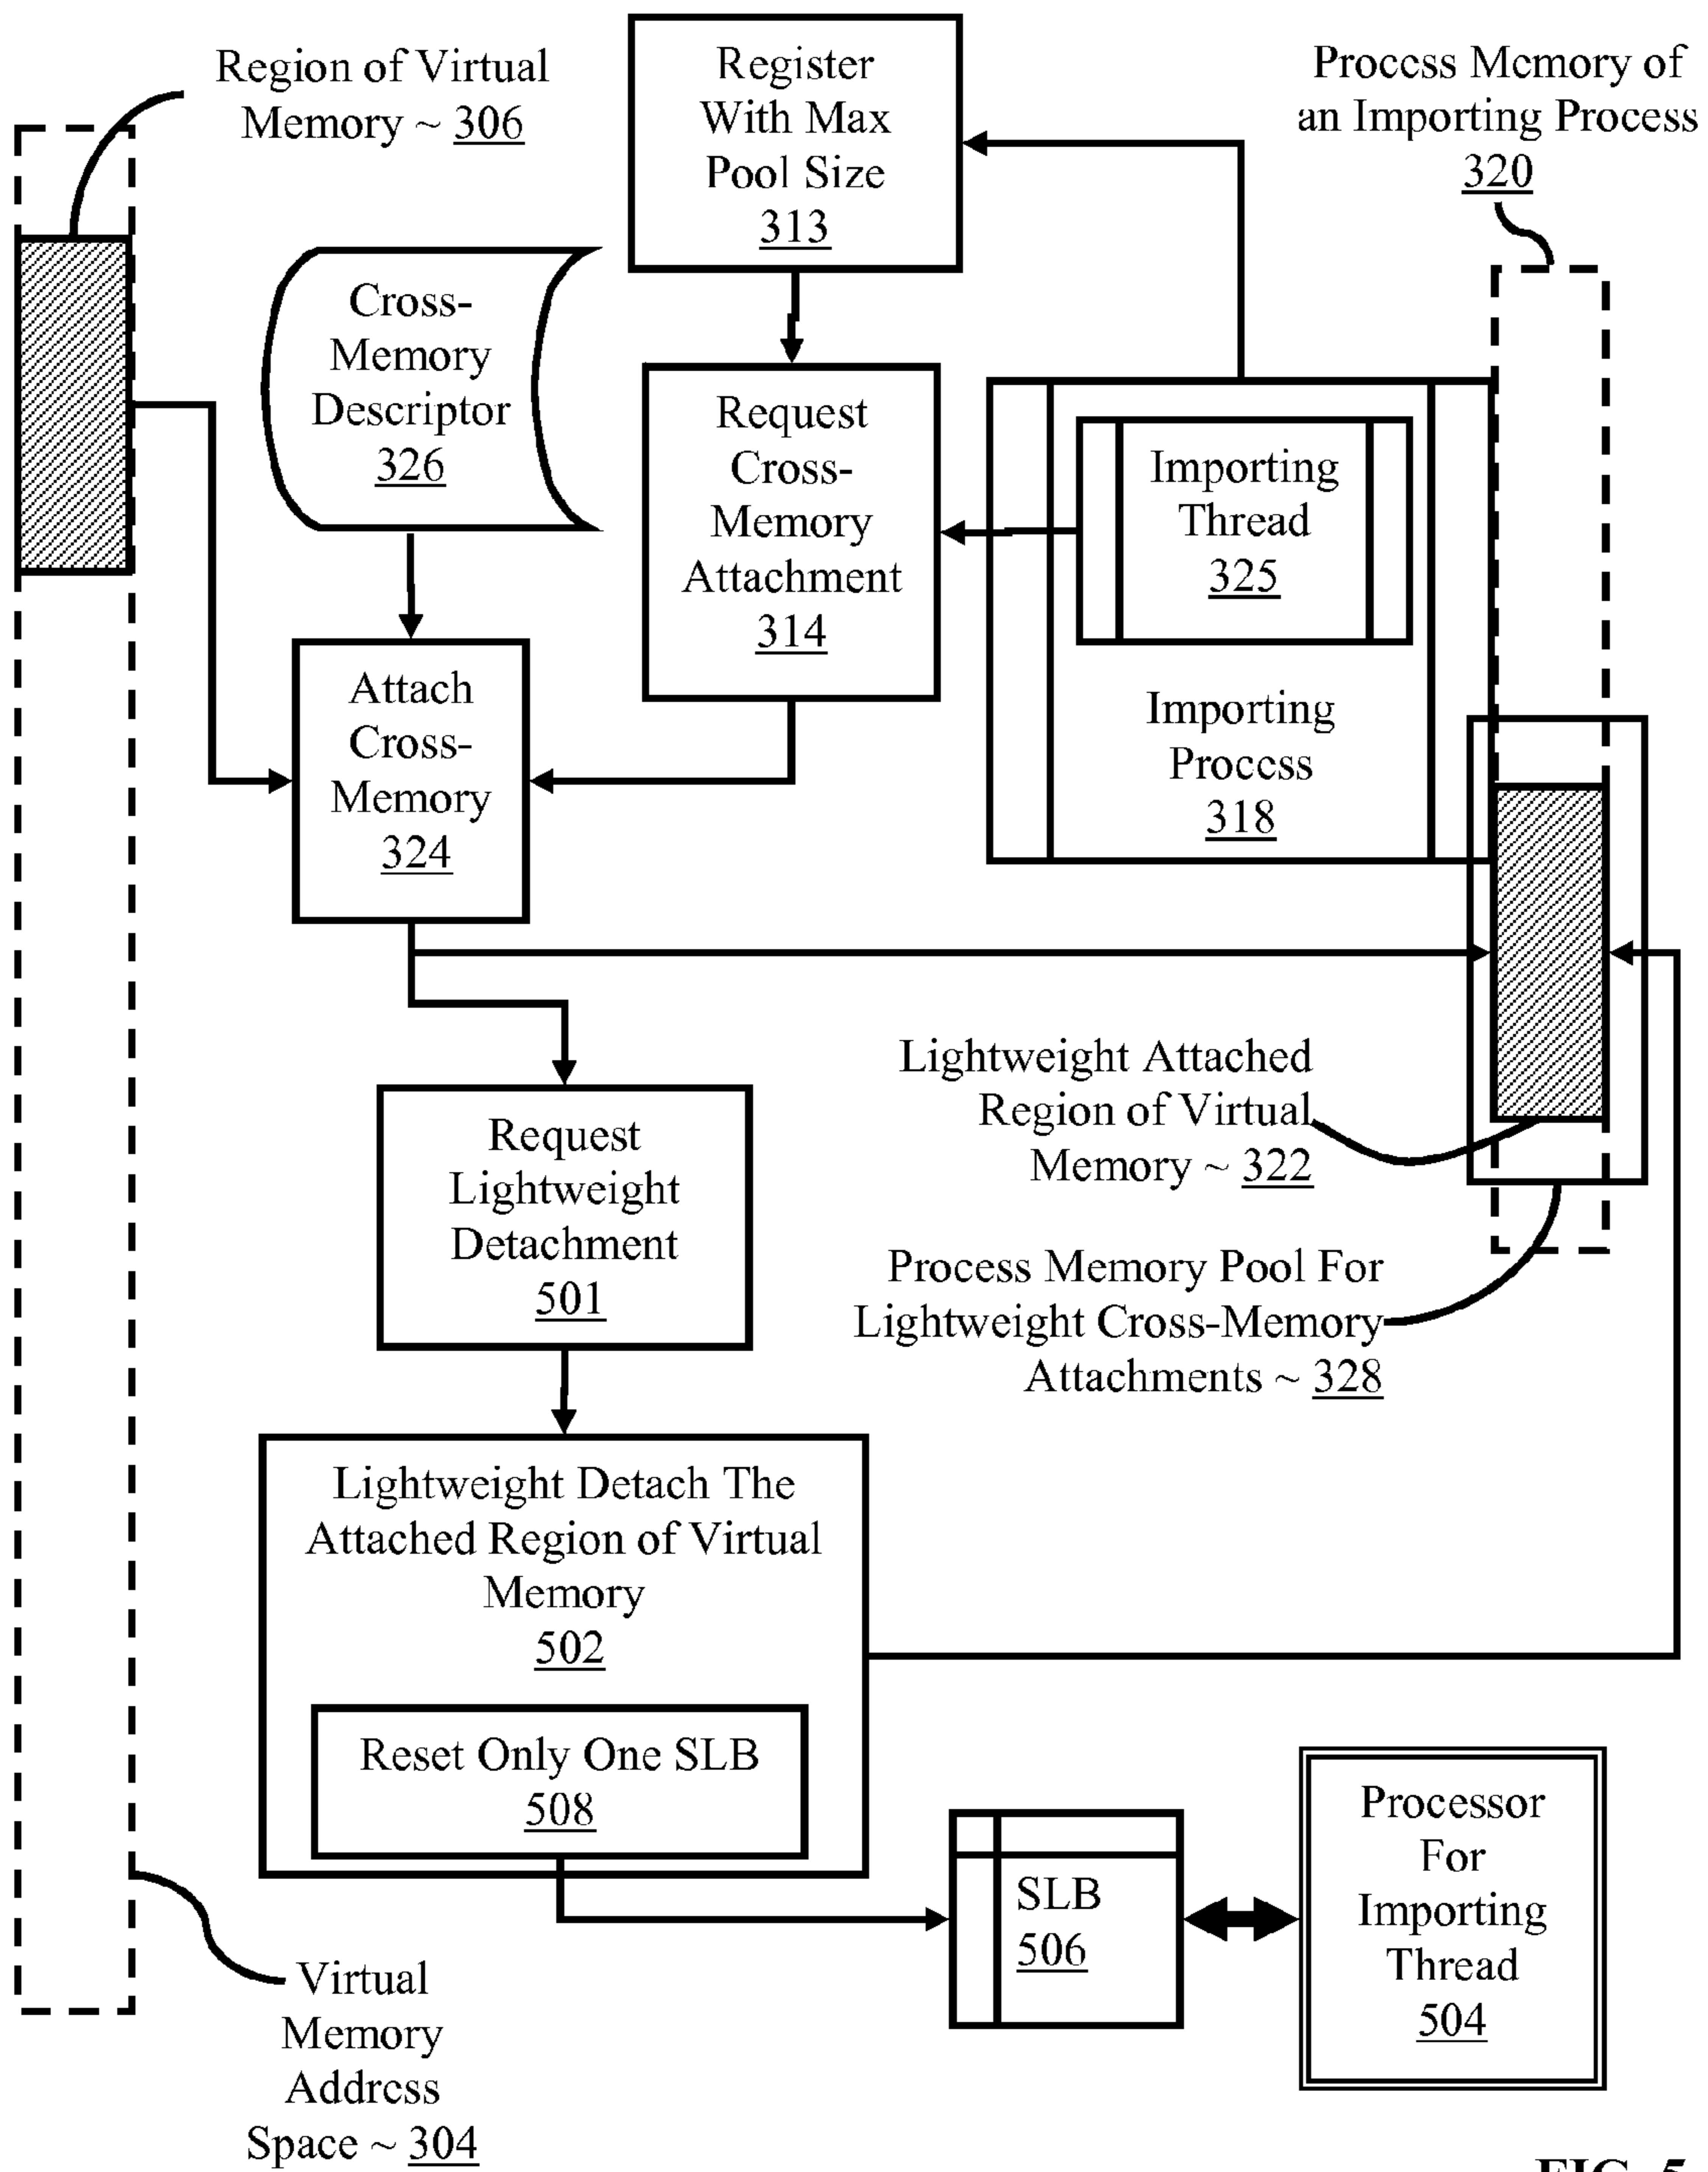 Region of Virtual
Memory ~ 306
Register
With Max
Pool Size
313
Process Memory of
an Importing Process
320
Cross-
Memory
Descriptor
326
Request
Cross-
Memory
Attachment
314
Importing
Thread
325
Importing
Process
318
Attach
Cross-
Memory
324
Lightweight Attached
Region of Virtual
Memory ~ 322
Request
Lightweight
Detachment
501
Process Memory Pool For
Lightweight Cross-Memory
Attachments ~ 328
Lightweight Detach The
Attached Region of Virtual
Memory
502
Reset Only One SLB
508
SLB
506
Processor
For
Importing
Thread
504
Virtual
Memory
Address
Space ~ 304
FIG. 5